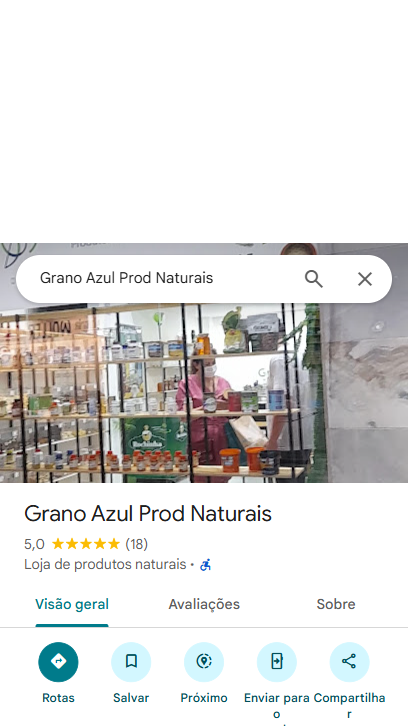 Grano Azul Prod Naturais
Grano Azul Prod Naturais
5,0 (18)
Loja de produtos naturais ·
Visão geral Avaliações Sobre
Rotas Salvar Próximo Enviar para o Compartilhar